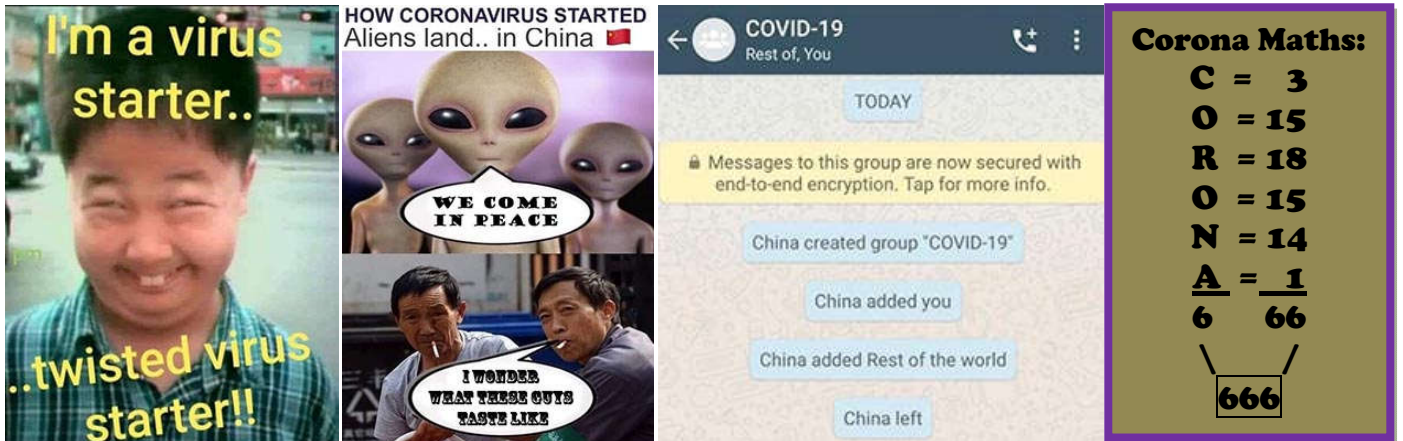 I'm a virus
starter..
pm
..twisted virus
starter!!
HOW CORONAVIRUS STARTED
Aliens land.. in China 🇨🇳
WE COME
IN PEACE
I WONDER
WHAT THESE GUYS
TASTE LIKE
COVID-19
Rest of, You
TODAY
Messages to this group are now secured with
end-to-end encryption. Tap for more info.
China created group "COVID-19"
China added you
China added Rest of the world
China left
Corona Maths:
C = 3
O = 15
R = 18
O = 15
N = 14
A = 1
6 66
666